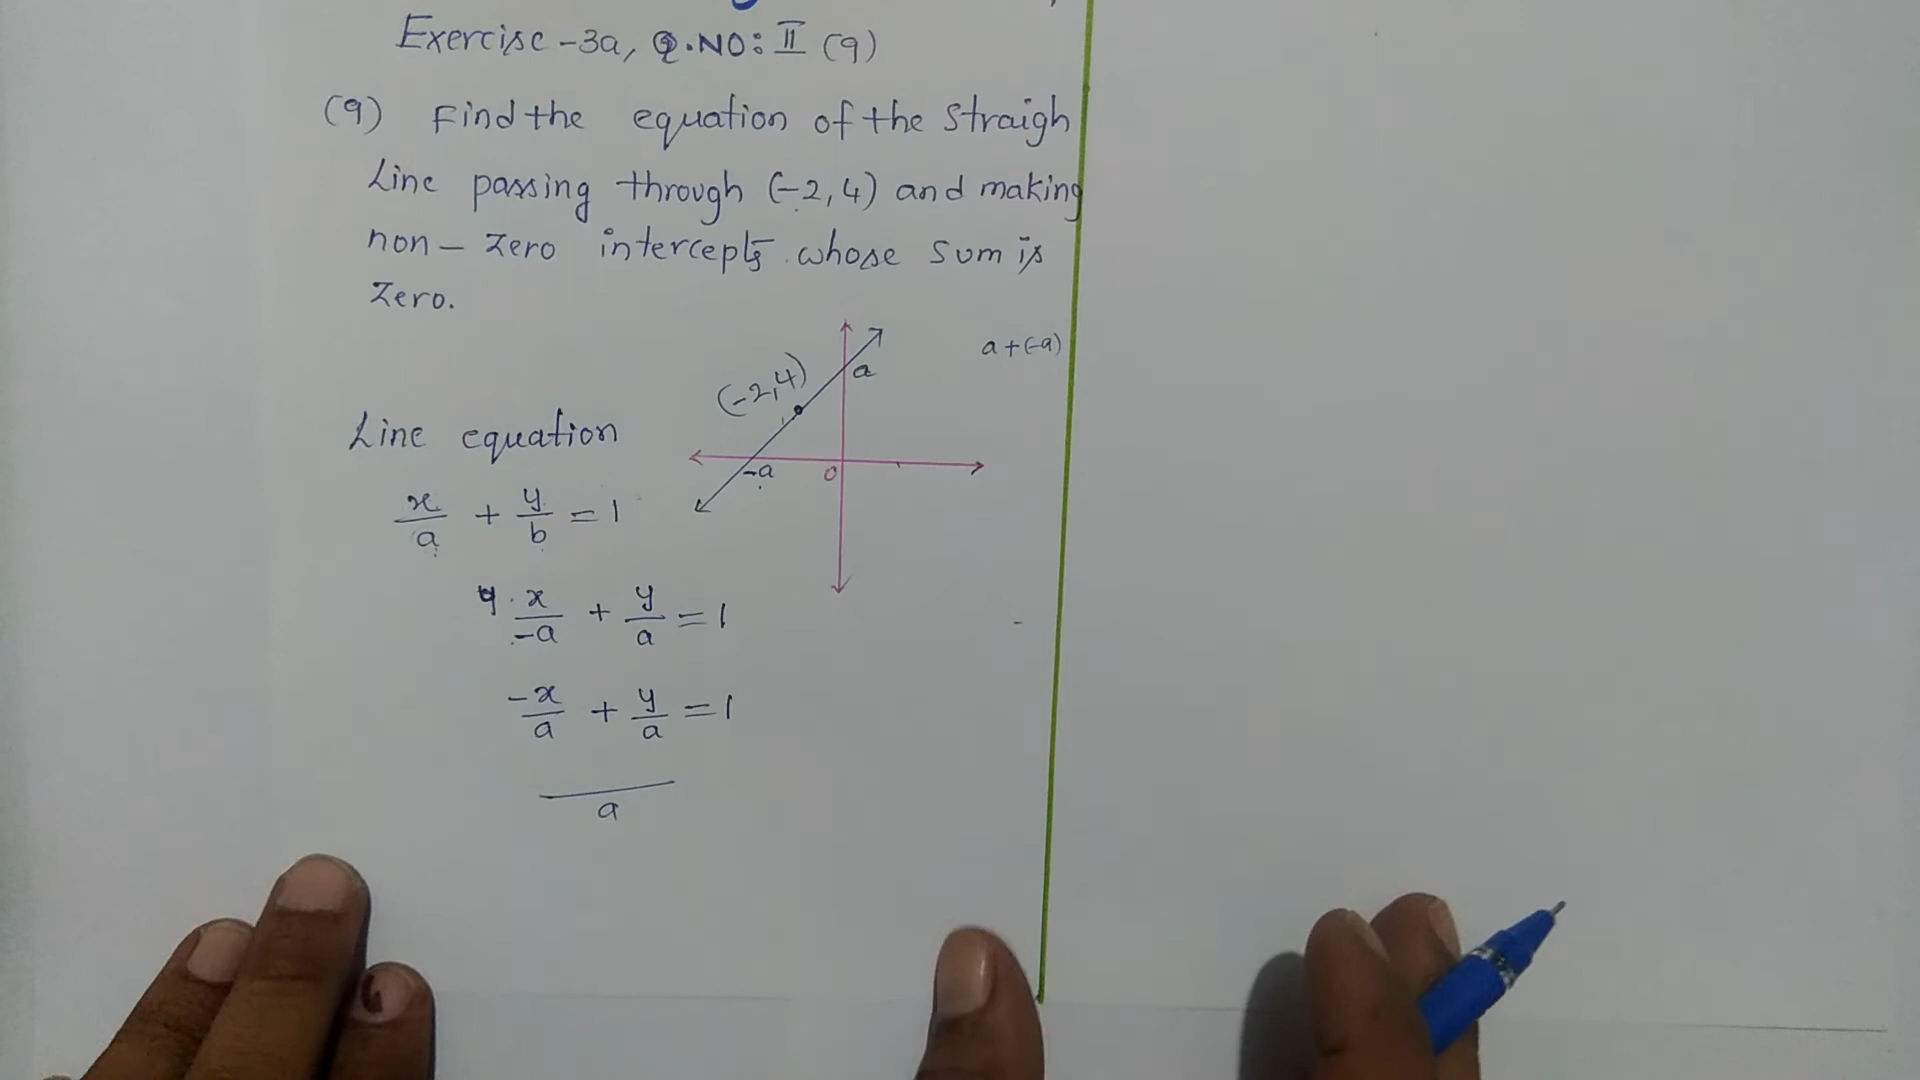 Exercise - 3a, Q.NO: II (9)
(9) Find the equation of the Straigh
Line passing through (-2,4) and making
non - zero intercepts whose sum is
Zero.
a + (-a)
(-2,4)
a
-a
0
Line equation
x/a + y/b = 1
x/-a + y/a = 1
-x/a + y/a = 1
/a